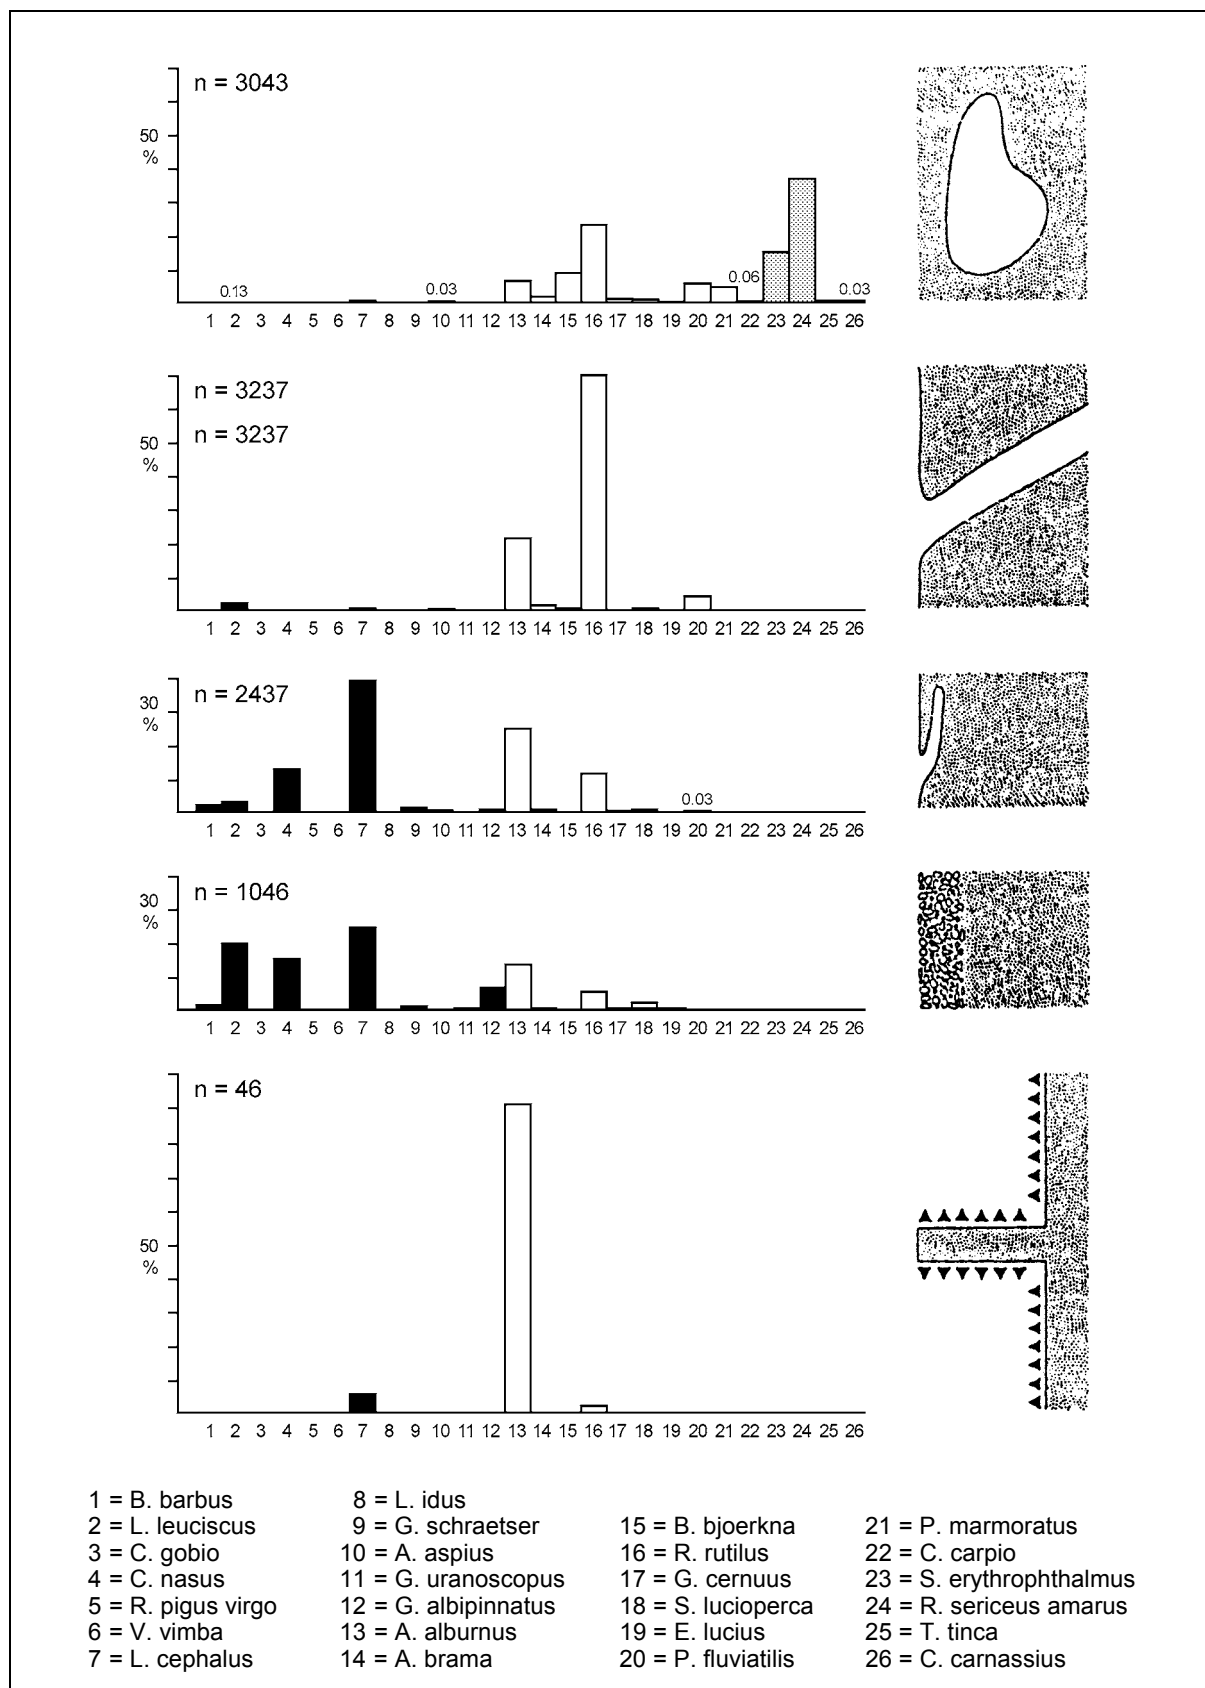 n = 3043
50
%
0.13
0.03
0.06
0.03
1 2 3 4 5 6 7 8 9 10 11 12 13 14 15 16 17 18 19 20 21 22 23 24 25 26
n = 3237
n = 3237
50
%
1 2 3 4 5 6 7 8 9 10 11 12 13 14 15 16 17 18 19 20 21 22 23 24 25 26
n = 2437
30
%
0.03
1 2 3 4 5 6 7 8 9 10 11 12 13 14 15 16 17 18 19 20 21 22 23 24 25 26
n = 1046
30
%
1 2 3 4 5 6 7 8 9 10 11 12 13 14 15 16 17 18 19 20 21 22 23 24 25 26
n = 46
50
%
1 2 3 4 5 6 7 8 9 10 11 12 13 14 15 16 17 18 19 20 21 22 23 24 25 26
1 = B. barbus
2 = L. leuciscus
3 = C. gobio
4 = C. nasus
5 = R. pigus virgo
6 = V. vimba
7 = L. cephalus
8 = L. idus
9 = G. schraetser
10 = A. aspius
11 = G. uranoscopus
12 = G. albipinnatus
13 = A. alburnus
14 = A. brama
15 = B. bjoerkna
16 = R. rutilus
17 = G. cernuus
18 = S. lucioperca
19 = E. lucius
20 = P. fluviatilis
21 = P. marmoratus
22 = C. carpio
23 = S. erythrophthalmus
24 = R. sericeus amarus
25 = T. tinca
26 = C. carnassius